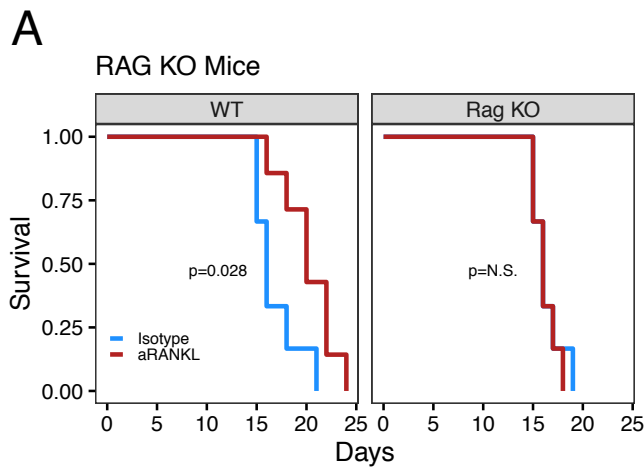 A
RAG KO Mice
WT
Rag KO
1.00
0.75
0.50
0.25
0.00
Survival
p=0.028
p=N.S.
Isotype
aRANKL
0 5 10 15 20 25
0 5 10 15 20 25
Days